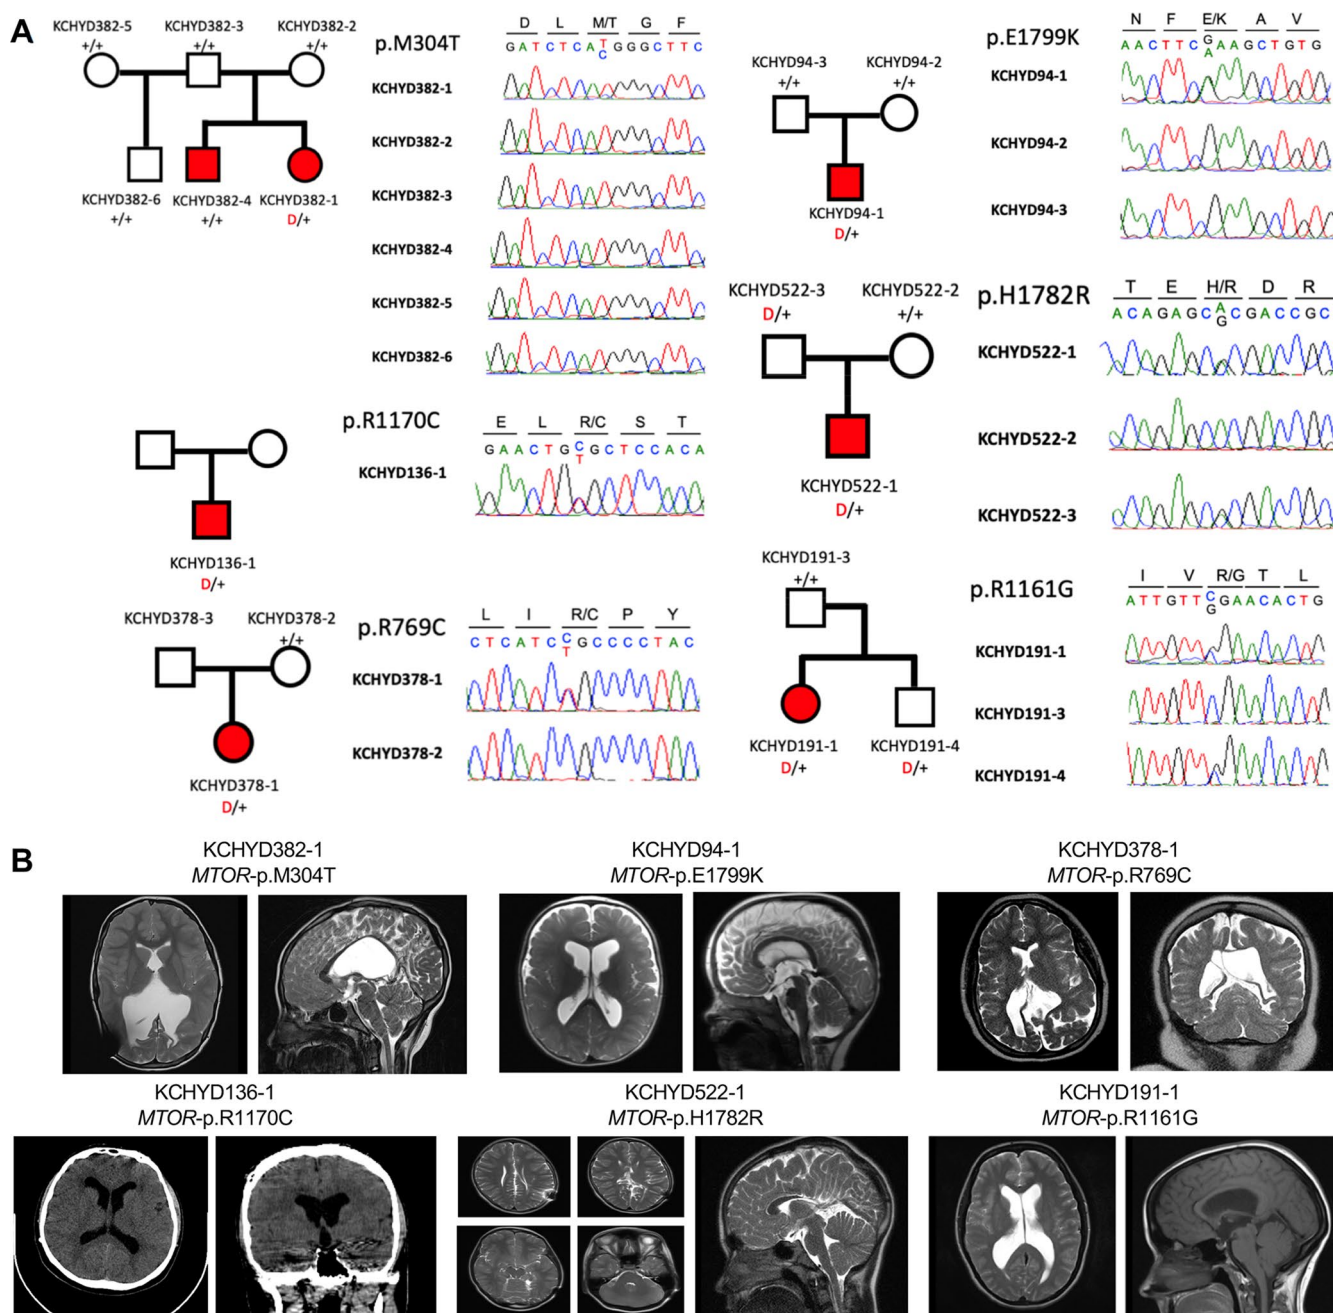 A
KCHYD382-5
+/+
KCHYD382-3
+/+
KCHYD382-2
+/+
KCHYD382-6
+/+
KCHYD382-4
+/+
KCHYD382-1
D/+
p.M304T
D L M/T G F
G A T C T C A T G G G C T T C
C
KCHYD382-1
KCHYD382-2
KCHYD382-3
KCHYD382-4
KCHYD382-5
KCHYD382-6
KCHYD136-1
D/+
p.R1170C
E L R/C S T
G A A C T G C G C T C C A C A
T
KCHYD136-1
KCHYD378-3
KCHYD378-2
+/+
KCHYD378-1
D/+
p.R769C
L I R/C P Y
C T C A T C C G C C C C T A C
T
KCHYD378-1
KCHYD378-2
KCHYD94-3
+/+
KCHYD94-2
+/+
KCHYD94-1
D/+
p.E1799K
N F E/K A V
A A C T T C G A A G C T G T G
A
KCHYD94-1
KCHYD94-2
KCHYD94-3
KCHYD522-3
D/+
KCHYD522-2
+/+
KCHYD522-1
D/+
p.H1782R
T E H/R D R
A C A G A G C A C G A C C G C
G
KCHYD522-1
KCHYD522-2
KCHYD522-3
KCHYD191-3
+/+
KCHYD191-1
D/+
KCHYD191-4
D/+
p.R1161G
I V R/G T L
A T T G T T C G A A C A C T G
G
KCHYD191-1
KCHYD191-3
KCHYD191-4
B
KCHYD382-1
MTOR-p.M304T
KCHYD94-1
MTOR-p.E1799K
KCHYD378-1
MTOR-p.R769C
KCHYD136-1
MTOR-p.R1170C
KCHYD522-1
MTOR-p.H1782R
KCHYD191-1
MTOR-p.R1161G